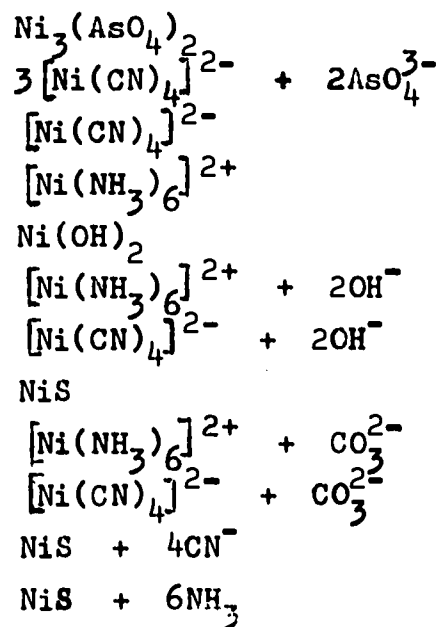 Ni₃(AsO₄)₂
3[Ni(CN)₄]²⁻ + 2AsO₄³⁻
[Ni(CN)₄]²⁻
[Ni(NH₃)₆]²⁺
Ni(OH)₂
[Ni(NH₃)₆]²⁺ + 2OH⁻
[Ni(CN)₄]²⁻ + 2OH⁻
NiS
[Ni(NH₃)₆]²⁺ + CO₃²⁻
[Ni(CN)₄]²⁻ + CO₃²⁻
NiS + 4CN⁻
NiS + 6NH₃